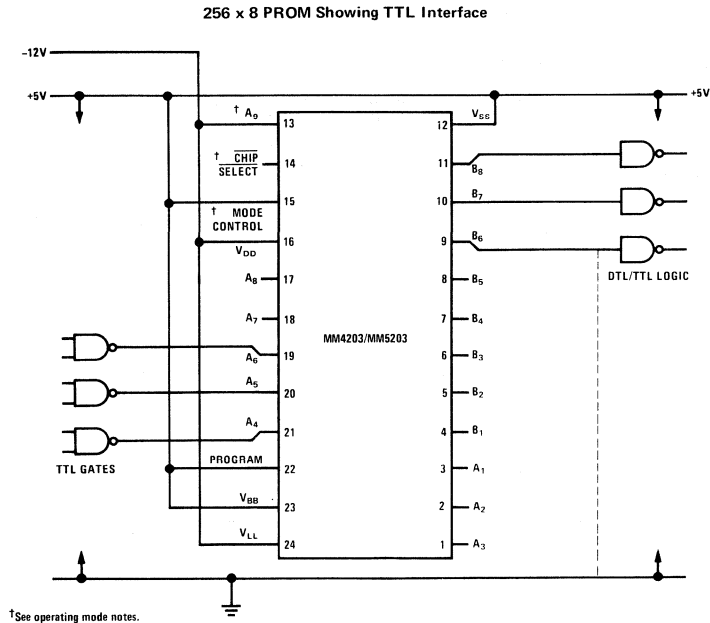 256 x 8 PROM Showing TTL Interface
–12V
+5V
+5V
† A9
13
12
VSS
† CHIP SELECT
14
11
B8
15
10
B7
† MODE CONTROL
16
9
B6
VDD
DTL/TTL LOGIC
A8
17
8
B5
A7
18
7
B4
MM4203/MM5203
A6
19
6
B3
A5
20
5
B2
A4
21
4
B1
TTL GATES
PROGRAM
22
3
A1
VBB
23
2
A2
VLL
24
1
A3
†See operating mode notes.